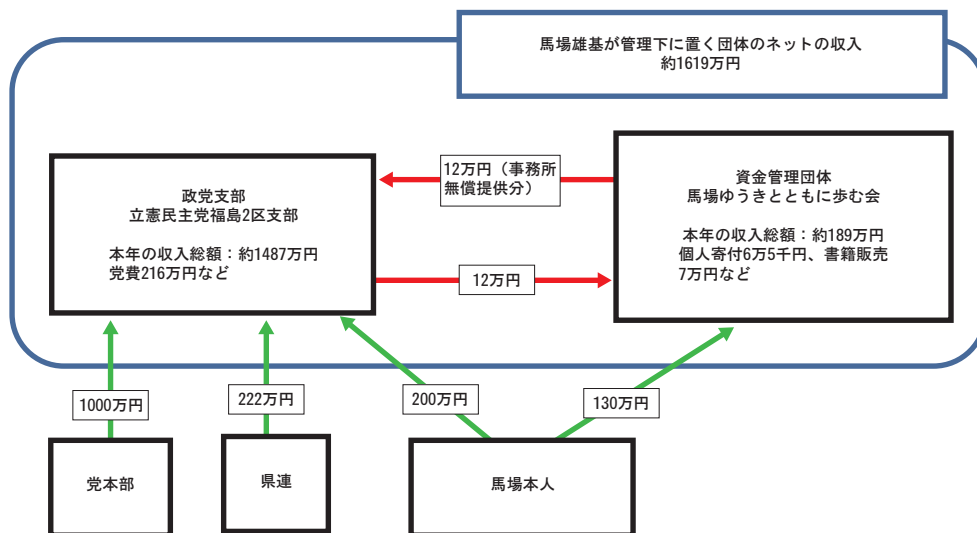 馬場雄基が管理下に置く団体のネットの収入
約1619万円
政党支部
立憲民主党福島2区支部
本年の収入総額：約1487万円
党費216万円など
12万円（事務所
無償提供分）
12万円
資金管理団体
馬場ゆうきとともに歩む会
本年の収入総額：約189万円
個人寄付6万5千円、書籍販売
7万円など
1000万円
222万円
200万円
130万円
党本部
県連
馬場本人